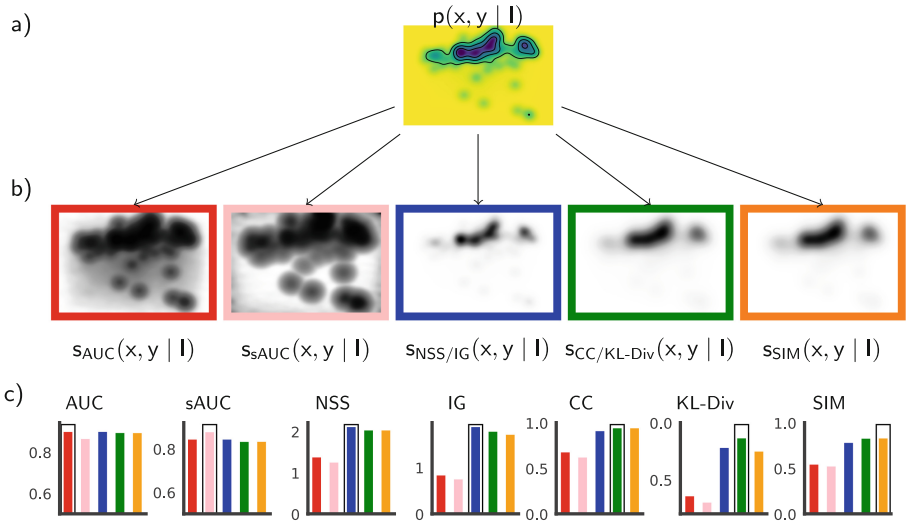 a)
p(x, y | I)
b)
s_AUC(x, y | I) s_sAUC(x, y | I) s_NSS/IG(x, y | I) s_CC/KL-Div(x, y | I) s_SIM(x, y | I)
c)
AUC sAUC NSS IG CC KL-Div SIM
0.8 0.6
0.8 0.6
2 1 0
1 0
1.0 0.5 0.0
0.0 0.5
1.0 0.5 0.0